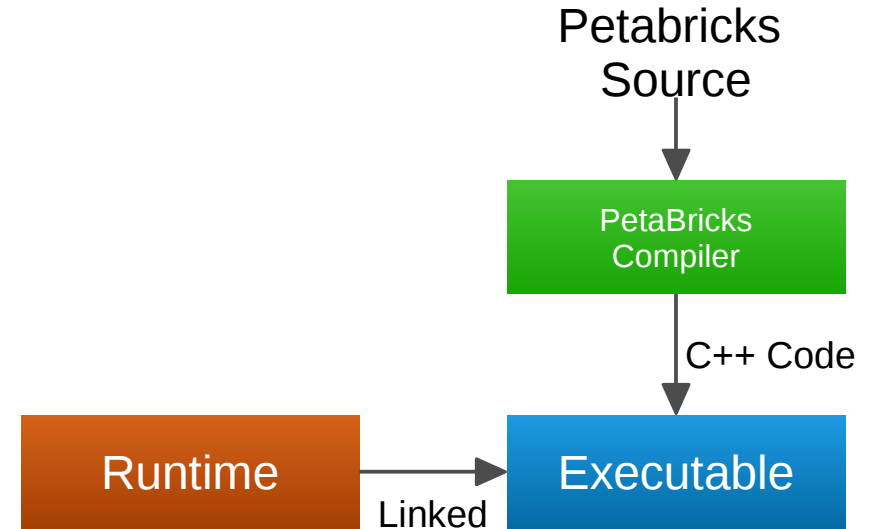 Petabricks
Source
PetaBricks
Compiler
C++ Code
Runtime
Executable
Linked